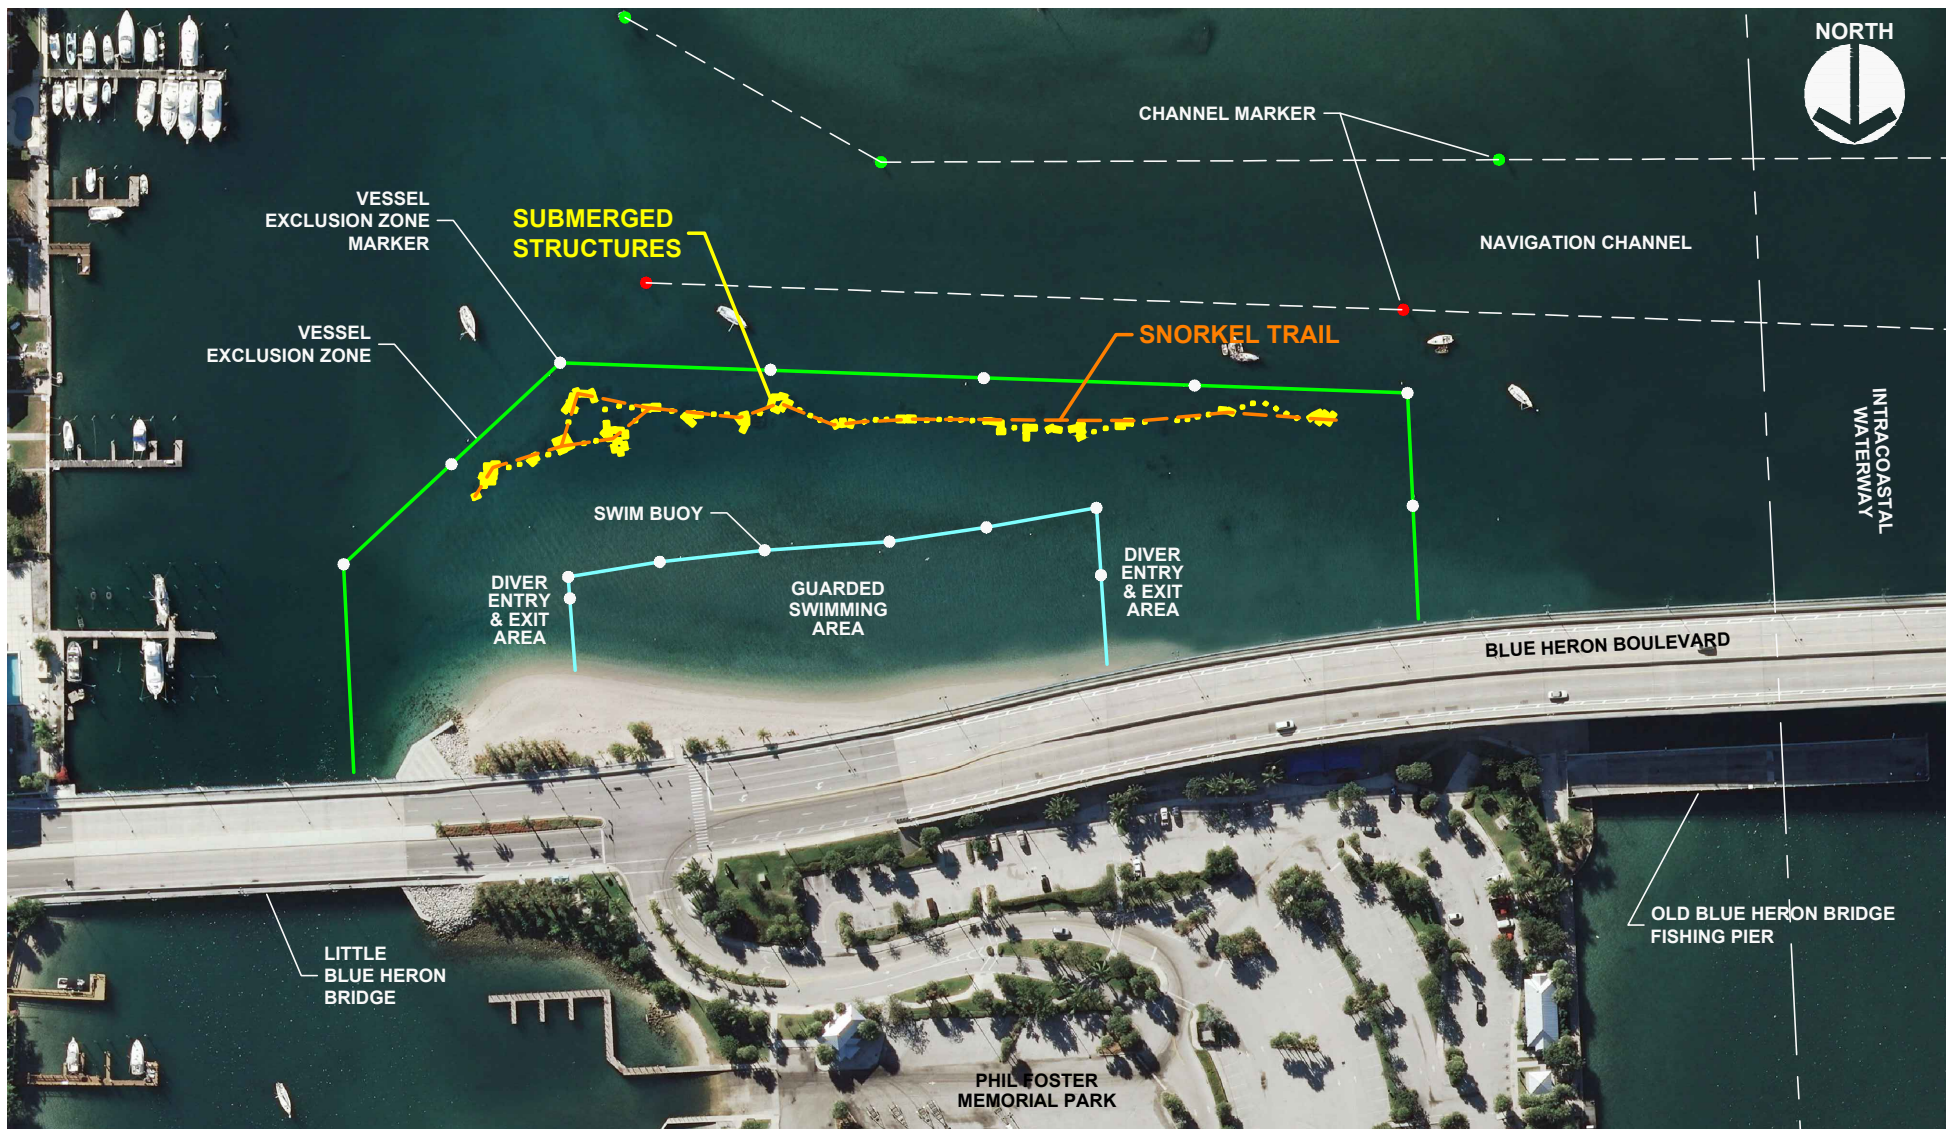 NORTH
CHANNEL MARKER
VESSEL
EXCLUSION ZONE
MARKER
SUBMERGED
STRUCTURES
NAVIGATION CHANNEL
VESSEL
EXCLUSION ZONE
SNORKEL TRAIL
INTRACOASTAL
WATERWAY
SWIM BUOY
DIVER
ENTRY
& EXIT
AREA
GUARDED
SWIMMING
AREA
DIVER
ENTRY
& EXIT
AREA
BLUE HERON BOULEVARD
LITTLE
BLUE HERON
BRIDGE
OLD BLUE HERON BRIDGE
FISHING PIER
PHIL FOSTER
MEMORIAL PARK